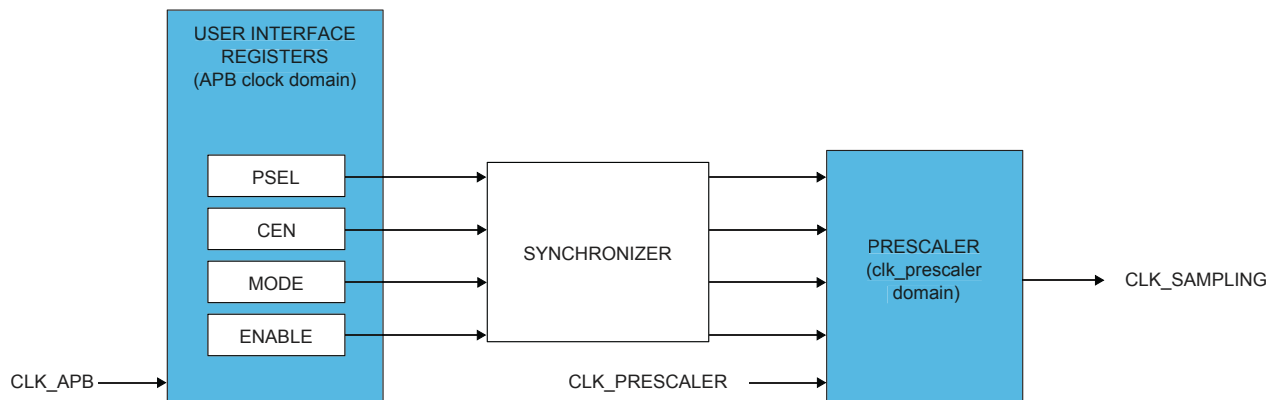 USER INTERFACE
REGISTERS
(APB clock domain)
PSEL
CEN
MODE
ENABLE
CLK_APB
SYNCHRONIZER
CLK_PRESCALER
PRESCALER
(clk_prescaler
domain)
CLK_SAMPLING